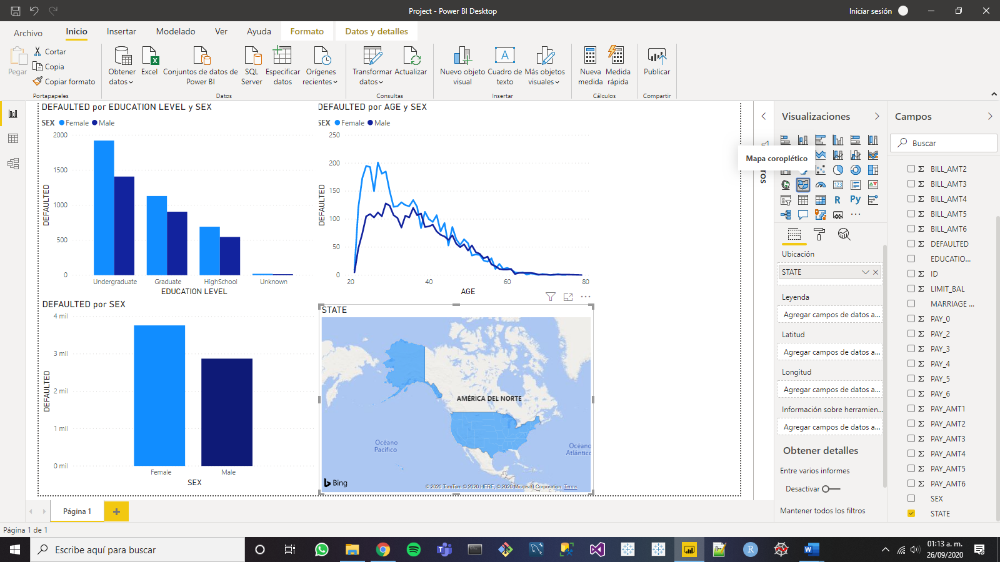 Project - Power BI Desktop
Iniciar sesión
Archivo
Inicio
Insertar
Modelado
Ver
Ayuda
Formato
Datos y detalles
Pegar
Cortar
Copia
Copiar formato
Portapapeles
Obtener
datos
Excel
Conjuntos de datos de
Power BI
SQL
Server
Especificar
datos
Orígenes
recientes
Datos
Transformar
datos
Actualizar
Consultas
Nuevo objeto
visual
Cuadro de
texto
Más objetos
visuales
Insertar
Nueva
medida
Medida
rápida
Cálculos
Publicar
Compartir
DEFAULTED por EDUCATION LEVEL y SEX
SEX Female Male
2000
1500
1000
500
0
DEFAULTED
Undergraduate
Graduate
HighSchool
Unknown
EDUCATION LEVEL
DEFAULTED por AGE y SEX
SEX Female Male
250
200
150
100
50
0
DEFAULTED
20
40
60
80
AGE
DEFAULTED por SEX
4 mil
3 mil
2 mil
1 mil
0 mil
DEFAULTED
Female
Male
SEX
STATE
AMÉRICA DEL NORTE
Océano
Pacífico
Océano
Atlántic
Bing
© 2020 TomTom © 2020 HERE, © 2020 Microsoft Corporation Terms
Visualizaciones
Mapa coroplético
ros
R
Py
123
Ubicación
STATE
Leyenda
Agregar campos de datos a...
Latitud
Agregar campos de datos a...
Longitud
Agregar campos de datos a...
Información sobre herramien...
Agregar campos de datos a...
Obtener detalles
Entre varios informes
Desactivar
Mantener todos los filtros
Campos
Buscar
Σ BILL_AMT2
Σ BILL_AMT3
Σ BILL_AMT4
Σ BILL_AMT5
Σ BILL_AMT6
Σ DEFAULTED
EDUCATIO...
Σ ID
Σ LIMIT_BAL
MARRIAGE ...
Σ PAY_0
Σ PAY_2
Σ PAY_3
Σ PAY_4
Σ PAY_5
Σ PAY_6
Σ PAY_AMT1
Σ PAY_AMT2
Σ PAY_AMT3
Σ PAY_AMT4
Σ PAY_AMT5
Σ PAY_AMT6
SEX
STATE
Página 1
Página 1 de 1
Escribe aquí para buscar
01:13 a. m.
26/09/2020